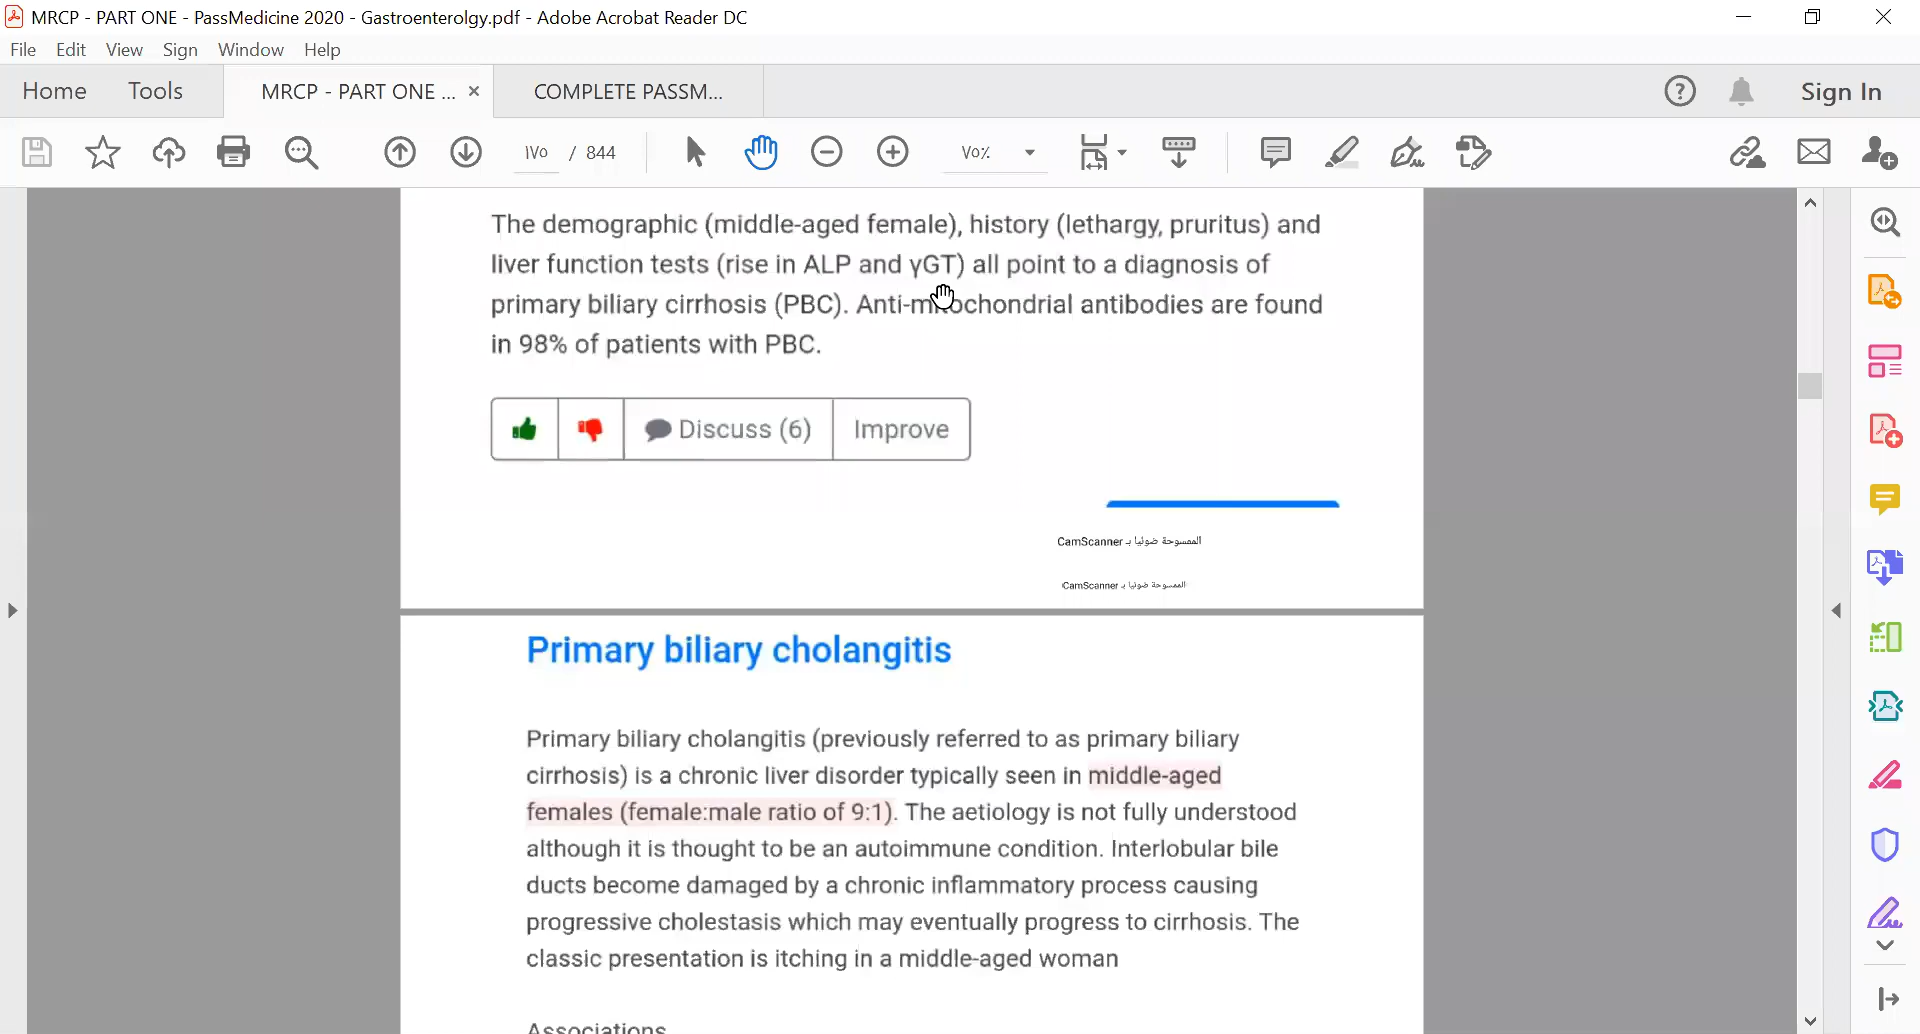 MRCP - PART ONE - PassMedicine 2020 - Gastroenterolgy.pdf - Adobe Acrobat Reader DC
File Edit View Sign Window Help
Home Tools MRCP - PART ONE ... × COMPLETE PASSM... Sign In
١٧٥ / 844 ٧٥٪
The demographic (middle-aged female), history (lethargy, pruritus) and
liver function tests (rise in ALP and γGT) all point to a diagnosis of
primary biliary cirrhosis (PBC). Anti-mitochondrial antibodies are found
in 98% of patients with PBC.
Discuss (6) Improve
الممسوحة ضوئيا بـ CamScanner
الممسوحة ضوئيا بـ CamScanner
Primary biliary cholangitis
Primary biliary cholangitis (previously referred to as primary biliary
cirrhosis) is a chronic liver disorder typically seen in middle-aged
females (female:male ratio of 9:1). The aetiology is not fully understood
although it is thought to be an autoimmune condition. Interlobular bile
ducts become damaged by a chronic inflammatory process causing
progressive cholestasis which may eventually progress to cirrhosis. The
classic presentation is itching in a middle-aged woman
Associations